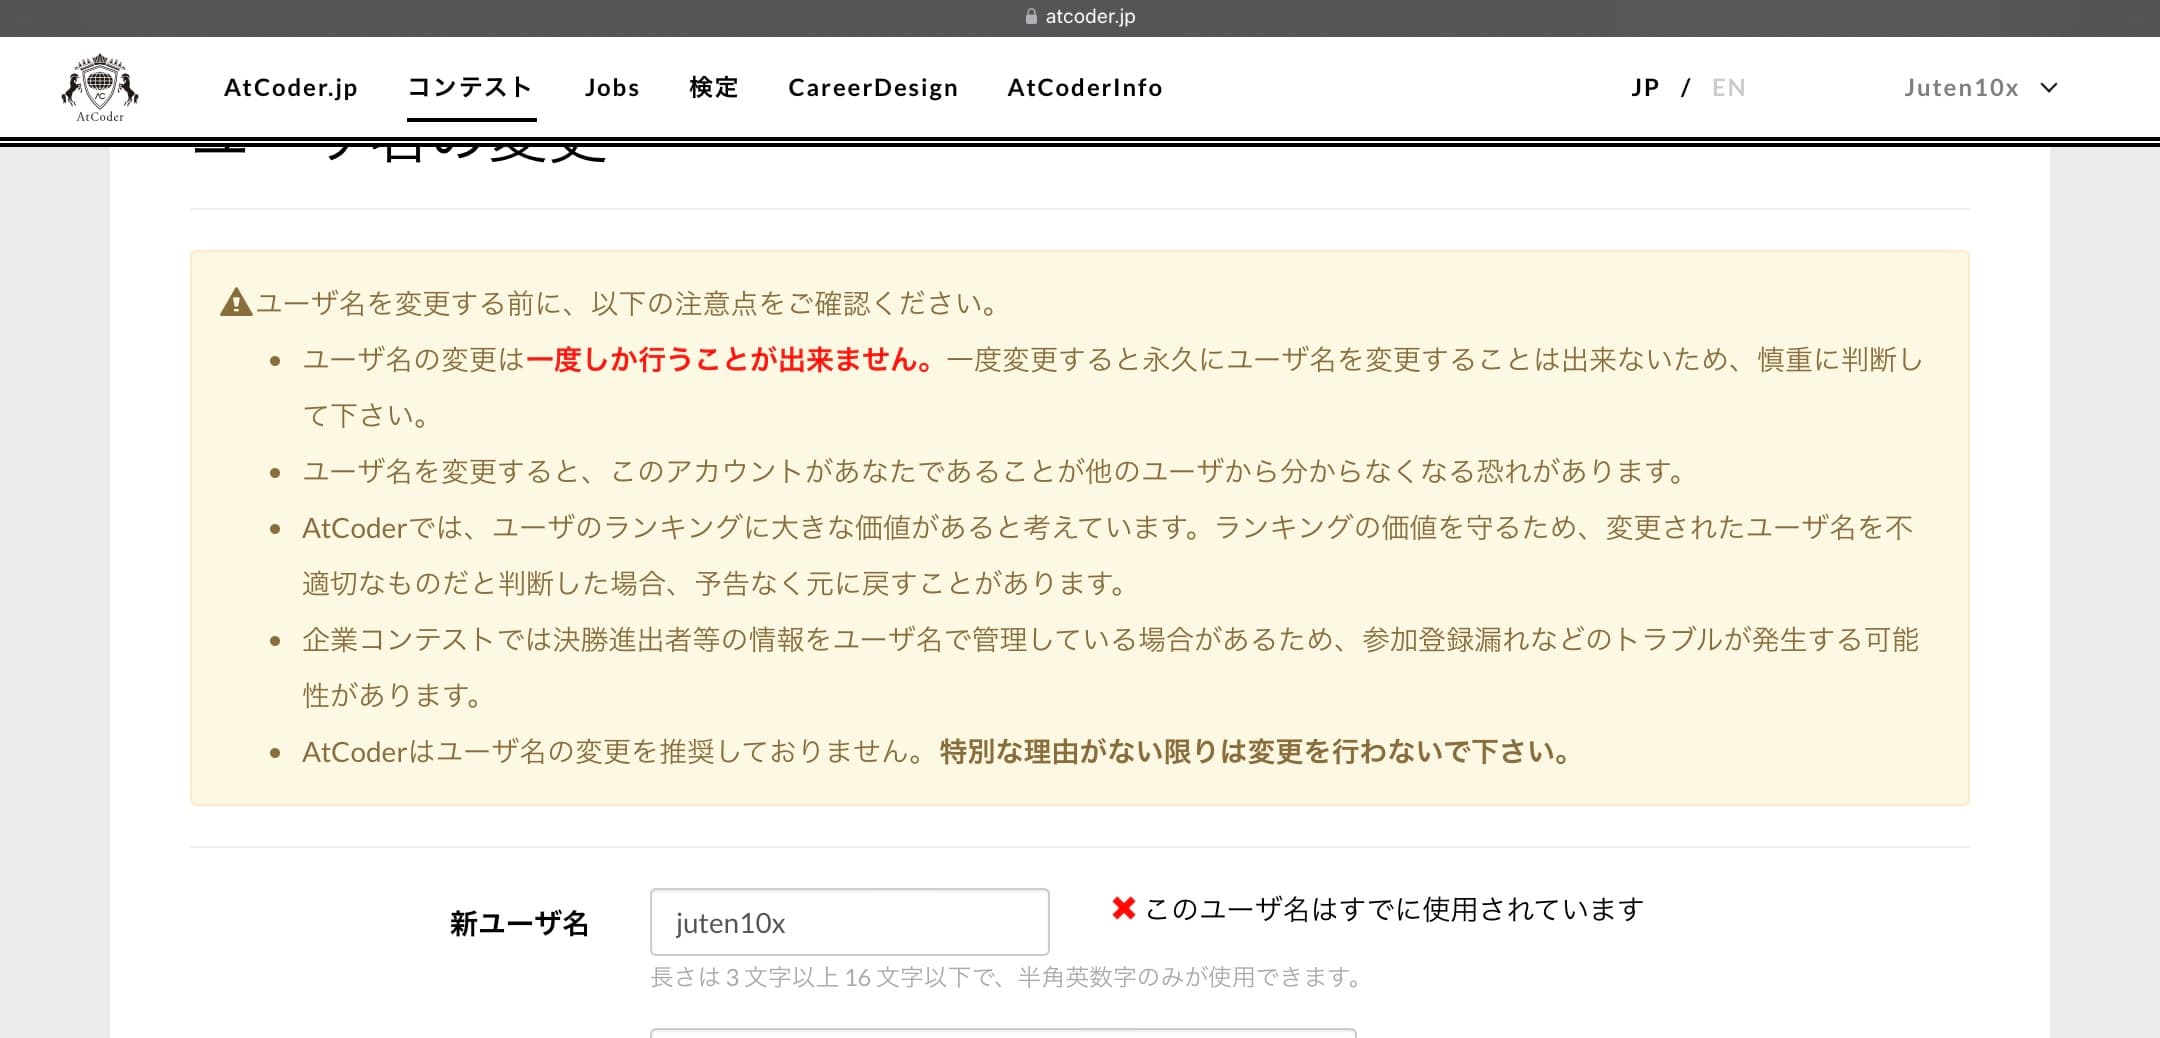 atcoder.jp
AtCoder
AtCoder.jp コンテスト Jobs 検定 CareerDesign AtCoderInfo JP / EN Juten10x
ユーザ名の変更
ユーザ名を変更する前に、以下の注意点をご確認ください。
• ユーザ名の変更は一度しか行うことが出来ません。一度変更すると永久にユーザ名を変更することは出来ないため、慎重に判断し
て下さい。
• ユーザ名を変更すると、このアカウントがあなたであることが他のユーザから分からなくなる恐れがあります。
• AtCoderでは、ユーザのランキングに大きな価値があると考えています。ランキングの価値を守るため、変更されたユーザ名を不
適切なものだと判断した場合、予告なく元に戻すことがあります。
• 企業コンテストでは決勝進出者等の情報をユーザ名で管理している場合があるため、参加登録漏れなどのトラブルが発生する可能
性があります。
• AtCoderはユーザ名の変更を推奨しておりません。特別な理由がない限りは変更を行わないで下さい。
新ユーザ名 juten10x ✖ このユーザ名はすでに使用されています
長さは 3 文字以上 16 文字以下で、半角英数字のみが使用できます。